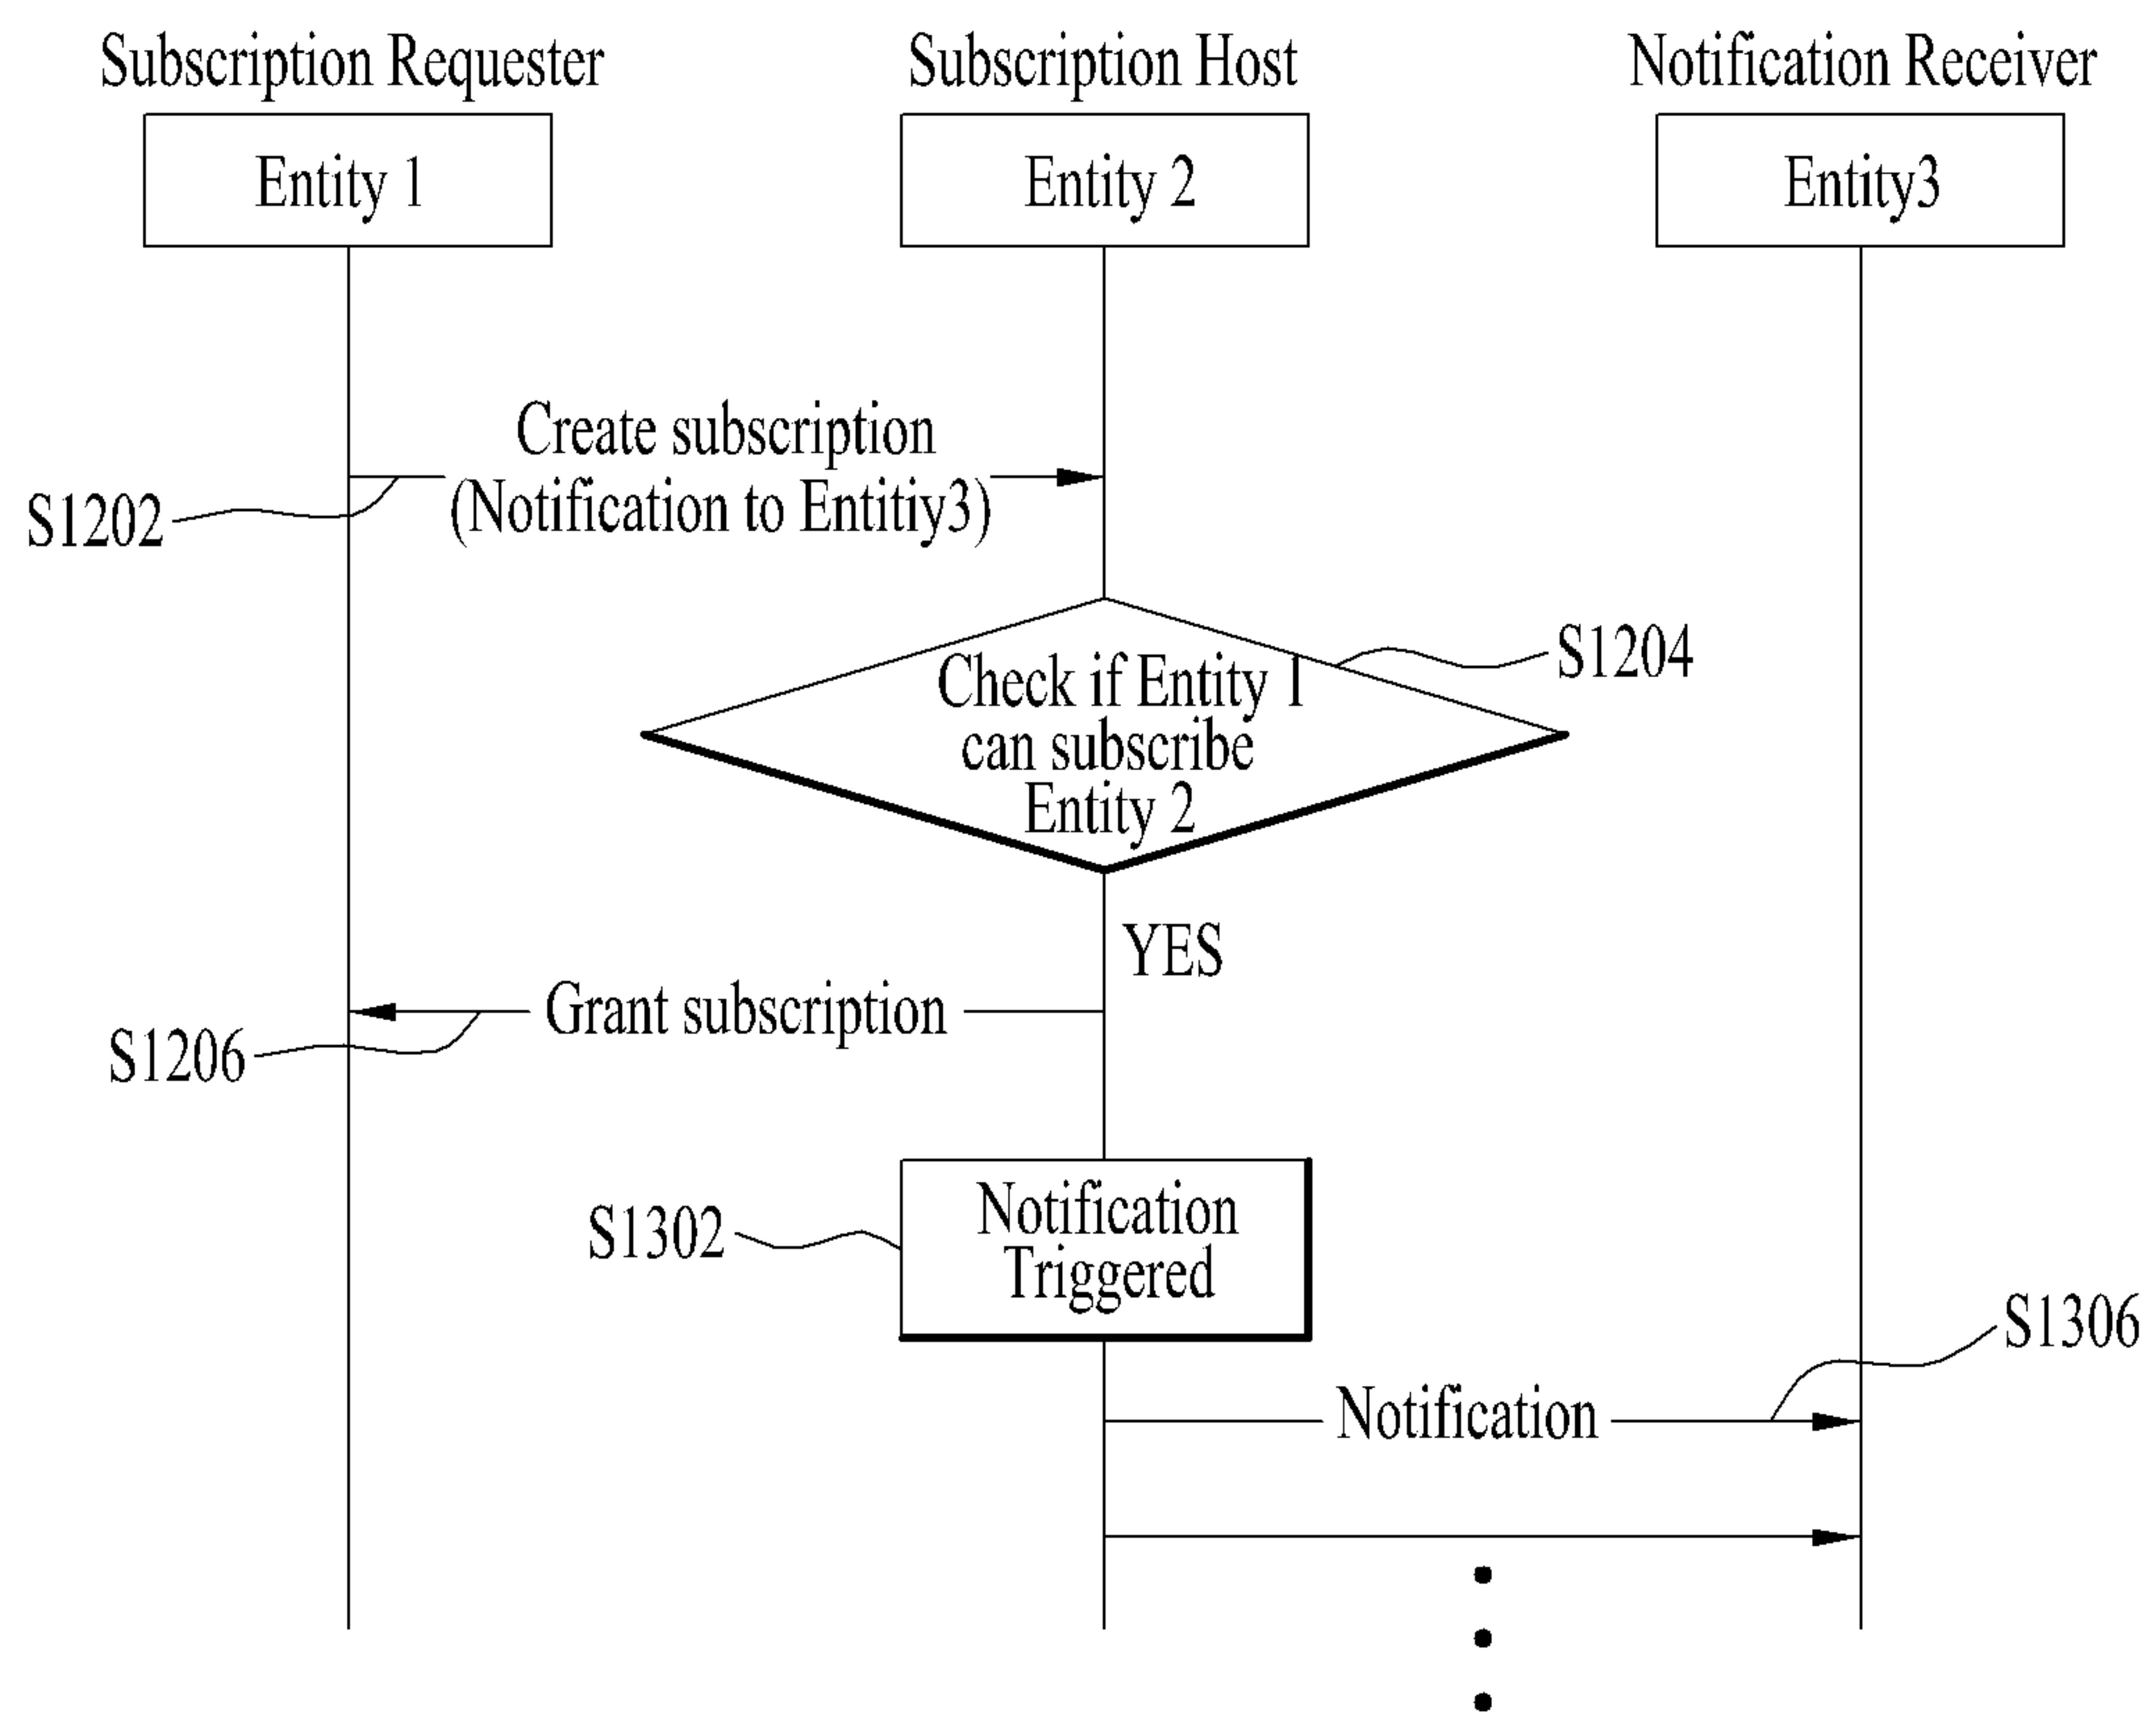 Subscription Requester
Subscription Host
Notification Receiver
Entity 1
Entity 2
Entity3
Create subscription
(Notification to Entitiy3)
S1202
S1204
Check if Entity 1
can subscribe
Entity 2
YES
Grant subscription
S1206
Notification
Triggered
S1302
S1306
Notification